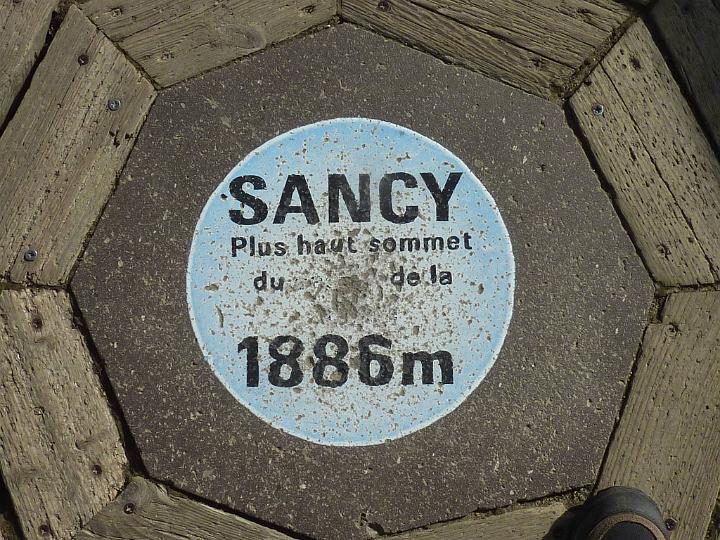 SANCY
Plus haut sommet
du de la
1886m